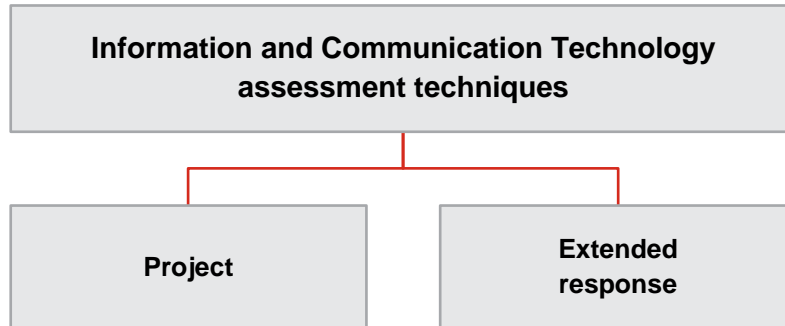 Information and Communication Technology
assessment techniques
Project
Extended
response